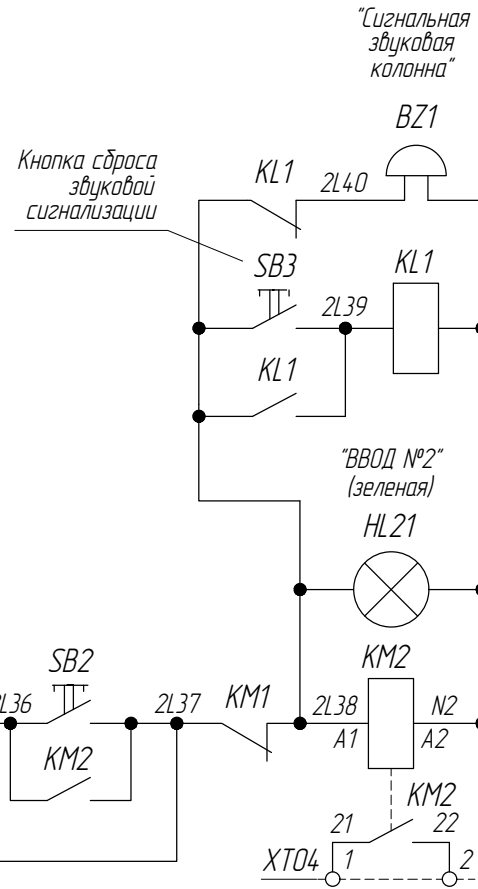 "Сигнальная
звуковая
колонна"
BZ1
Кнопка сброса
звуковой
сигнализации
KL1
2L40
SB3
KL1
2L39
KL1
"ВВОД №2"
(зеленая)
HL21
SB2
KM2
2L36
2L37
KM1
2L38
N2
A1
A2
KM2
KM2
21
22
XT04
1
2